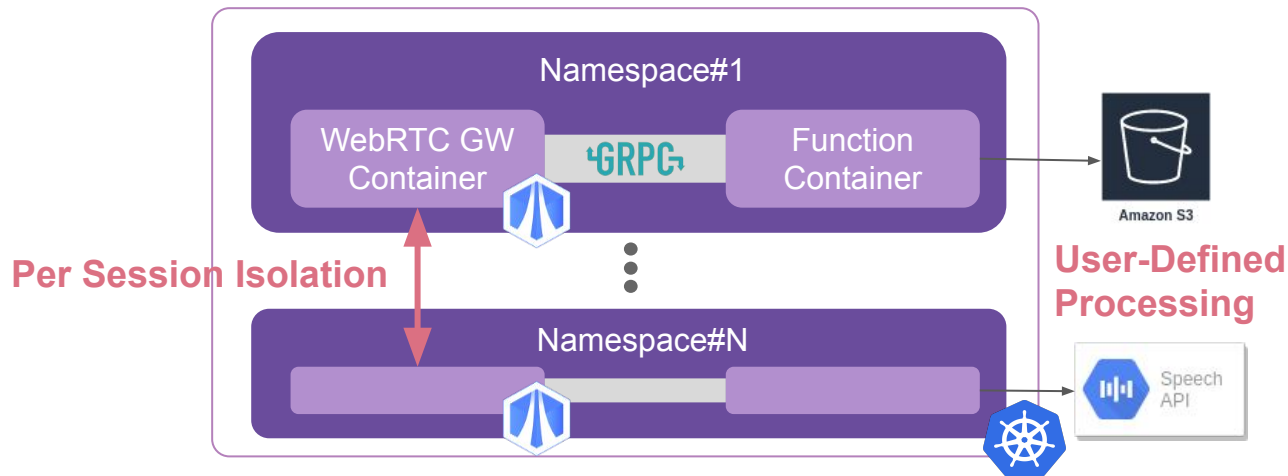 Namespace#1
WebRTC GW
Container
GRPC
Function
Container
Amazon S3
Per Session Isolation
User-Defined
Processing
Namespace#N
Speech
API